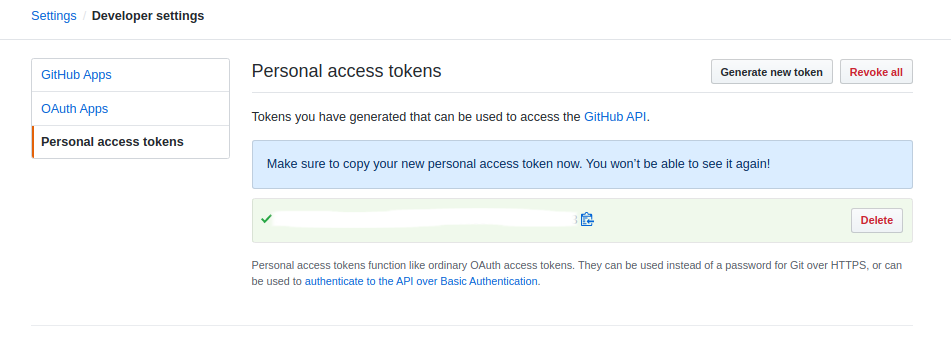 Settings / Developer settings
GitHub Apps
OAuth Apps
Personal access tokens
Personal access tokens
Generate new token
Revoke all
Tokens you have generated that can be used to access the GitHub API.
Make sure to copy your new personal access token now. You won’t be able to see it again!
Delete
Personal access tokens function like ordinary OAuth access tokens. They can be used instead of a password for Git over HTTPS, or can
be used to authenticate to the API over Basic Authentication.